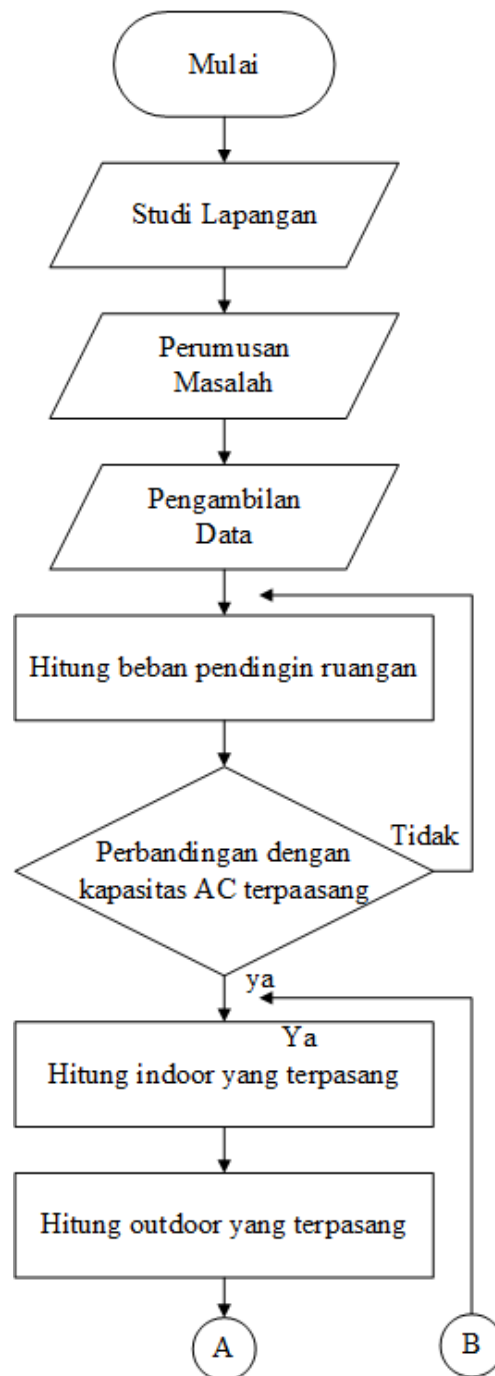 Mulai
Studi Lapangan
Perumusan
Masalah
Pengambilan
Data
Hitung beban pendingin ruangan
Tidak
Perbandingan dengan
kapasitas AC terpaasang
ya
Ya
Hitung indoor yang terpasang
Hitung outdoor yang terpasang
A
B